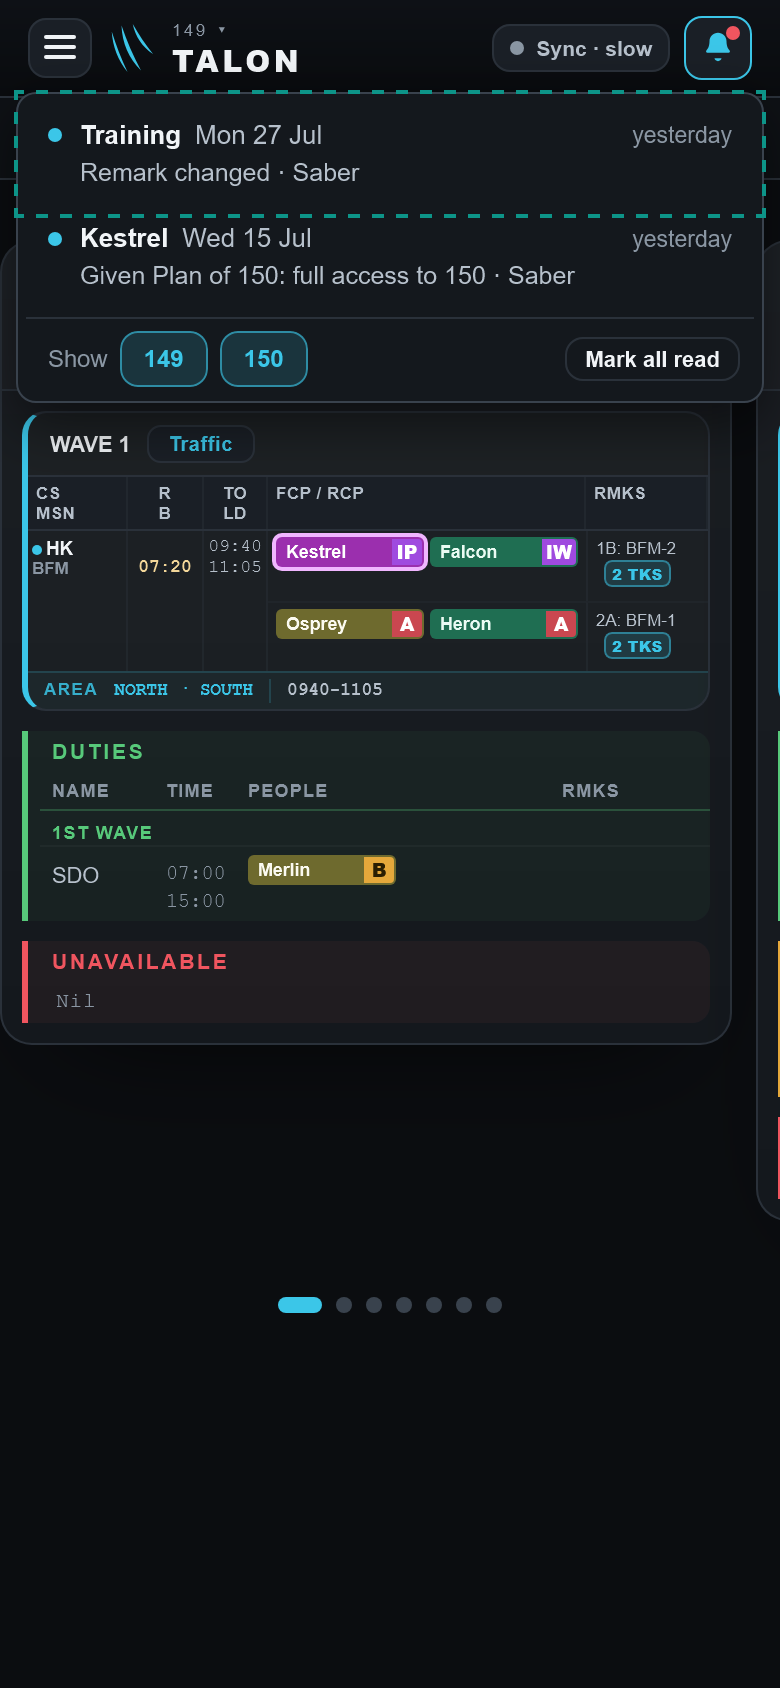 149 ▾
TALON
Sync · slow
Training Mon 27 Jul yesterday
Remark changed · Saber
Kestrel Wed 15 Jul yesterday
Given Plan of 150: full access to 150 · Saber
Show 149 150 Mark all read
WAVE 1 Traffic
CS R TO FCP / RCP RMKS
MSN B LD
HK 09:40 Kestrel IP Falcon IW 1B: BFM-2
BFM 07:20 11:05 2 TKS
Osprey A Heron A 2A: BFM-1
2 TKS
AREA NORTH · SOUTH 0940-1105
DUTIES
NAME TIME PEOPLE RMKS
1ST WAVE
SDO 07:00 Merlin B
15:00
UNAVAILABLE
Nil